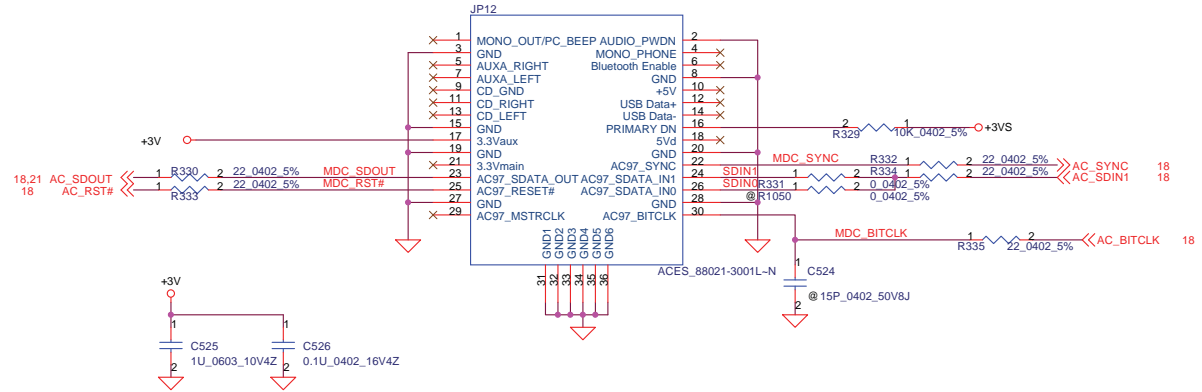 JP12
1 MONO_OUT/PC_BEEP AUDIO_PWDN 2
3 GND MONO_PHONE 4
5 AUXA_RIGHT Bluetooth Enable 6
7 AUXA_LEFT GND 8
9 CD_GND +5V 10
11 CD_RIGHT USB Data+ 12
13 CD_LEFT USB Data- 14
15 GND PRIMARY DN 16 2 1 +3VS
R329 10K_0402_5%
+3V 17 3.3Vaux 5Vd 18
19 GND GND 20
21 3.3Vmain AC97_SYNC 22 MDC_SYNC R332 1 2 22_0402_5% AC_SYNC 18
18,21 AC_SDOUT R330 1 2 22_0402_5% MDC_SDOUT 23 AC97_SDATA_OUT AC97_SDATA_IN1 24 SDIN1 R334 1 2 22_0402_5% AC_SDIN1 18
18 AC_RST# R333 1 2 22_0402_5% MDC_RST# 25 AC97_RESET# AC97_SDATA_IN0 26 SDIN0 R331 1 2 0_0402_5%
27 GND GND 28 @ R1050 0_0402_5%
29 AC97_MSTRCLK AC97_BITCLK 30
MDC_BITCLK 1 2 AC_BITCLK 18
R335 22_0402_5%
GND1 GND2 GND3 GND4 GND5 GND6
31 32 33 34 35 36
ACES_88021-3001L~N
1 C524
@ 15P_0402_50V8J
2
+3V
1 1
C525 C526
1U_0603_10V4Z 0.1U_0402_16V4Z
2 2